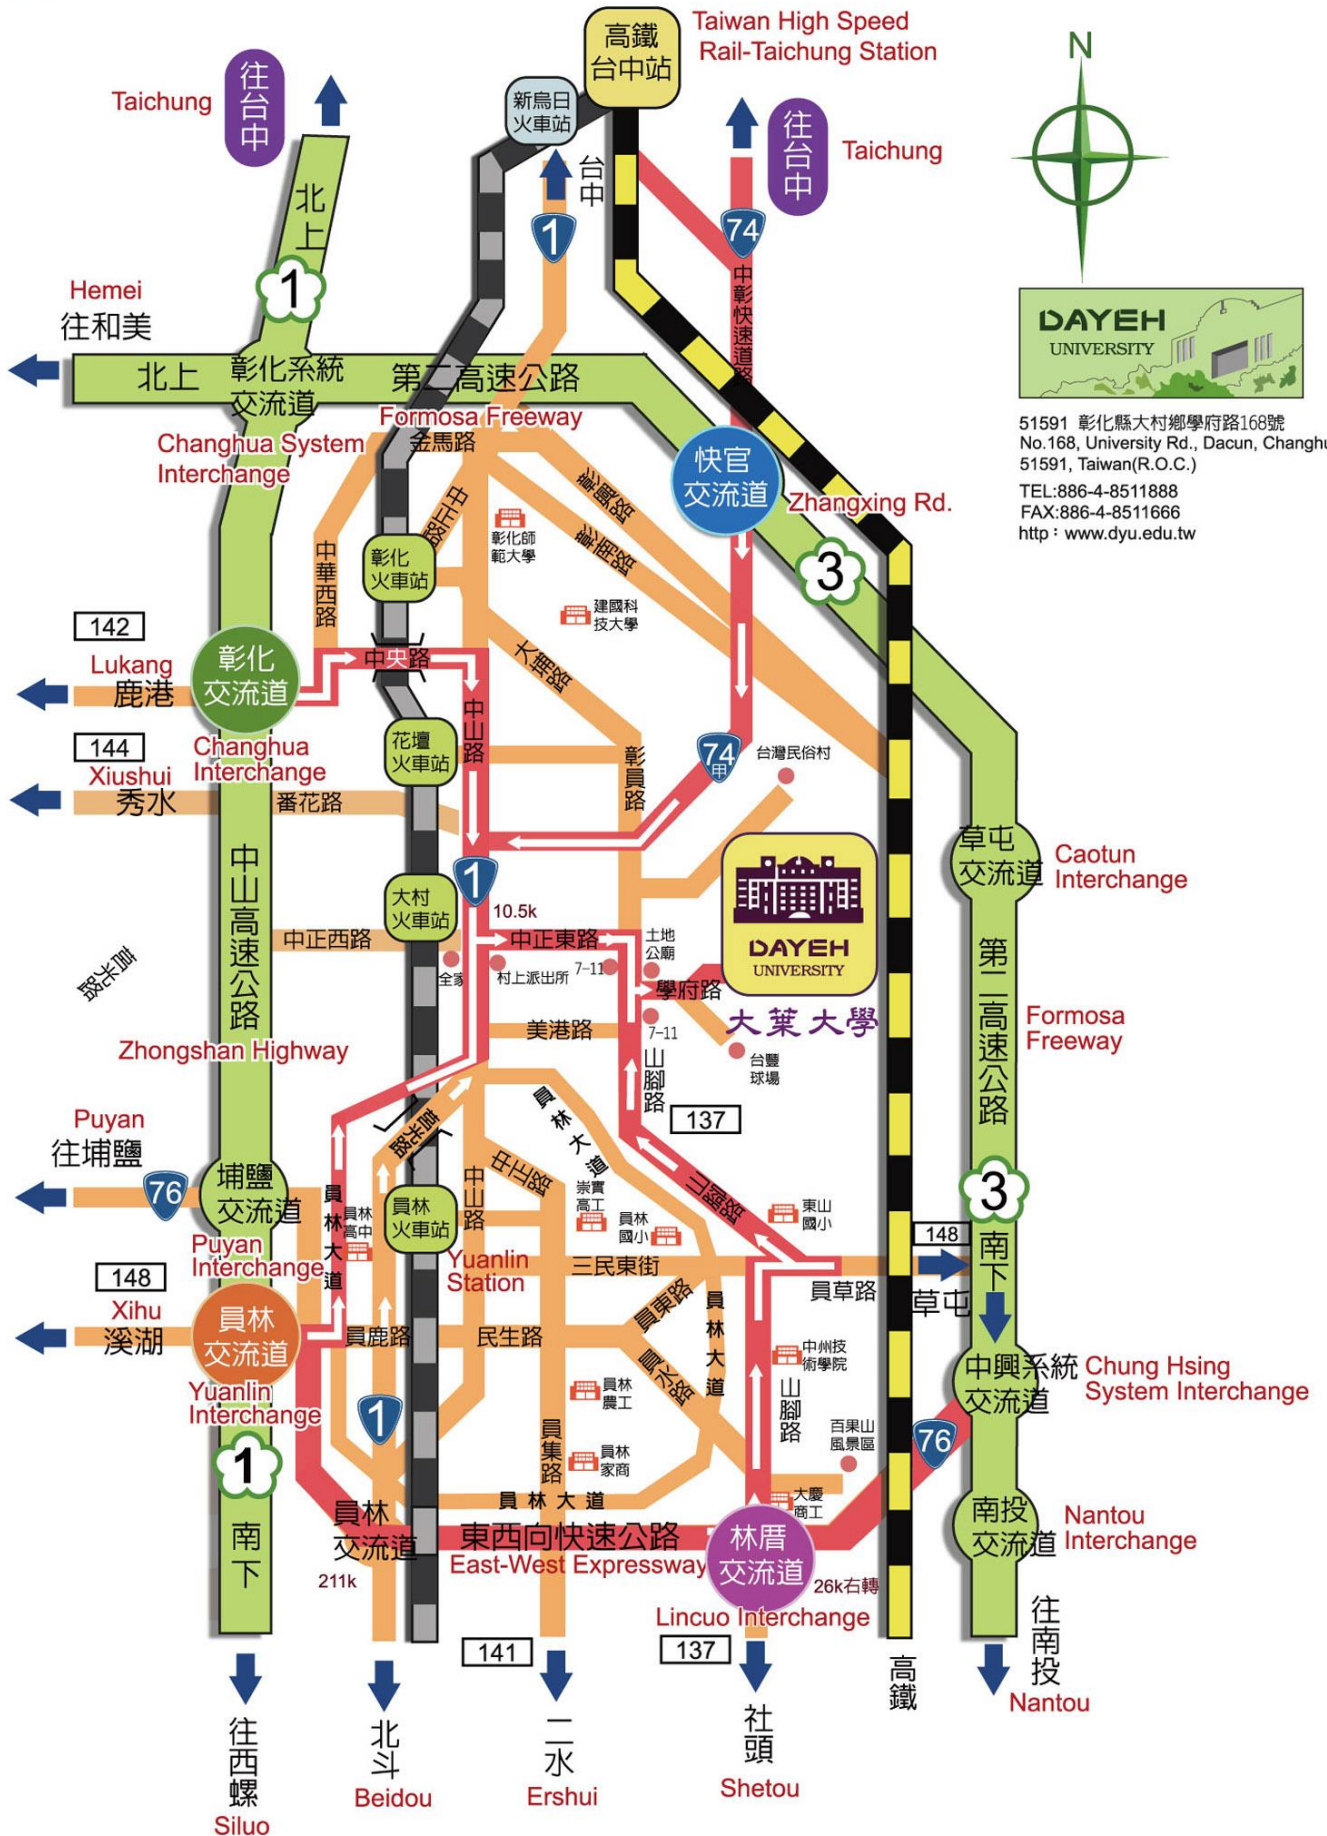 高鐵
台中站
Taiwan High Speed
Rail-Taichung Station
N
往台中
Taichung
新烏日
火車站
台中
往台中
Taichung
北上
1
74
1
中彰快速道路
Hemei
往和美
北上
彰化系統
交流道
第二高速公路
Formosa Freeway
Changhua System
Interchange
DAYEH
UNIVERSITY
51591 彰化縣大村鄉學府路168號
No.168, University Rd., Dacun, Changhu
51591, Taiwan(R.O.C.)
TEL:886-4-8511888
FAX:886-4-8511666
http：www.dyu.edu.tw
金馬路
中正路
彰興路
彰南路
快官
交流道
Zhangxing Rd.
彰化師
範大學
中華西路
彰化
火車站
3
建國科
技大學
142
Lukang
鹿港
彰化
交流道
中央路
大埔路
中山路
144
Changhua
Interchange
Xiushui
秀水
番花路
花壇
火車站
彰員路
74
甲
台灣民俗村
中山高速公路
1
10.5k
大村
火車站
DAYEH
UNIVERSITY
大葉大學
草屯
交流道
Caotun
Interchange
中正西路
中正東路
土地
公廟
全家
村上派出所
7-11
學府路
莒光路
7-11
美港路
台豐
球場
山腳路
137
第二高速公路
Formosa
Freeway
Zhongshan Highway
Puyan
往埔鹽
76
埔鹽
交流道
Puyan
Interchange
莒光路
員林大道
員林
高中
員林
火車站
Yuanlin
Station
中山路
中正路
員林大道
崇實
高工
員林
國小
山腳路
東山
國小
148
3
南下
148
Xihu
溪湖
員林
交流道
Yuanlin
Interchange
三民東街
員草路
草屯
員鹿路
民生路
員東路
員水路
員林大道
中州技
術學院
中興系統
交流道
Chung Hsing
System Interchange
1
員林
農工
山腳路
百果山
風景區
76
1
員集路
員林
家商
員林大道
大慶
商工
南下
員林
交流道
211k
東西向快速公路
East-West Expressway
林厝
交流道
26k右轉
Lincuo Interchange
南投
交流道
Nantou
Interchange
141
137
高鐵
往南投
Nantou
往西螺
Siluo
北斗
Beidou
二水
Ershui
社頭
Shetou